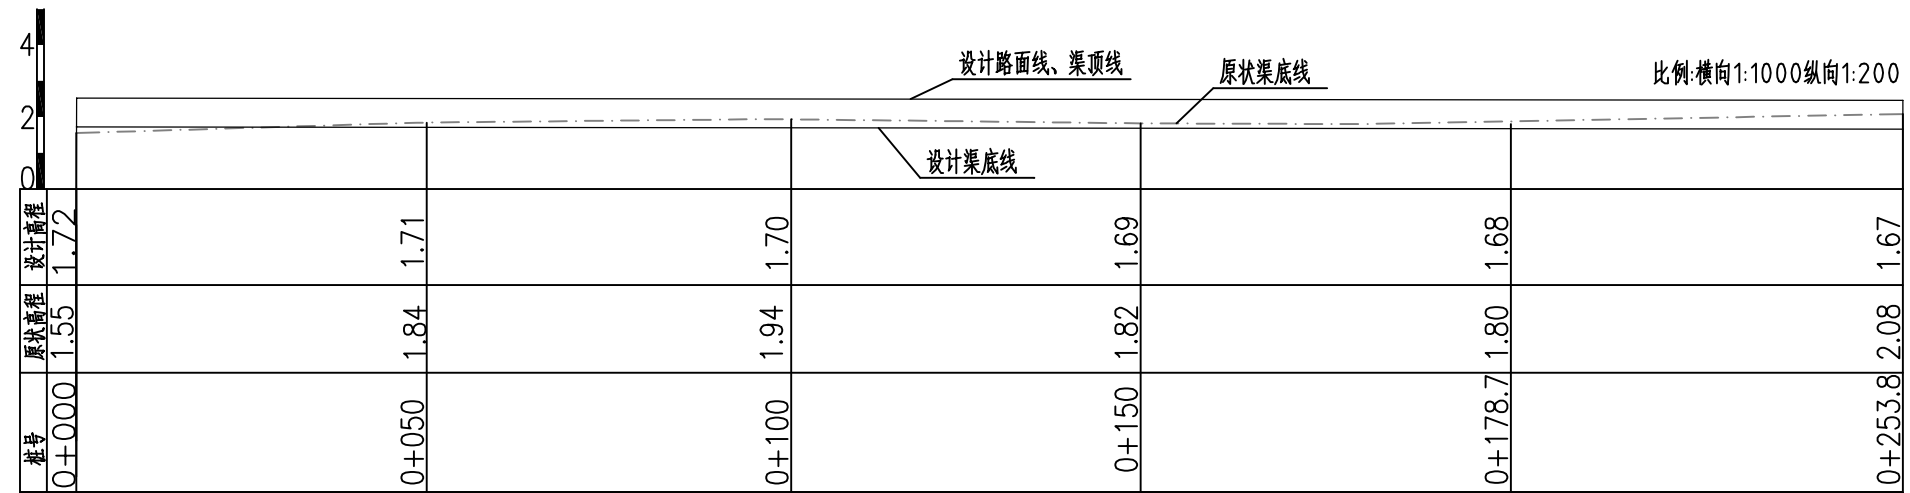 4
2
0
设计路面线、渠顶线
原状渠底线
比例:横向1:1000纵向1:200
设计渠底线
设计高程 1.72 1.71 1.70 1.69 1.68 1.67
原状高程 1.55 1.84 1.94 1.82 1.80 2.08
桩号 0+000 0+050 0+100 0+150 0+178.7 0+253.8